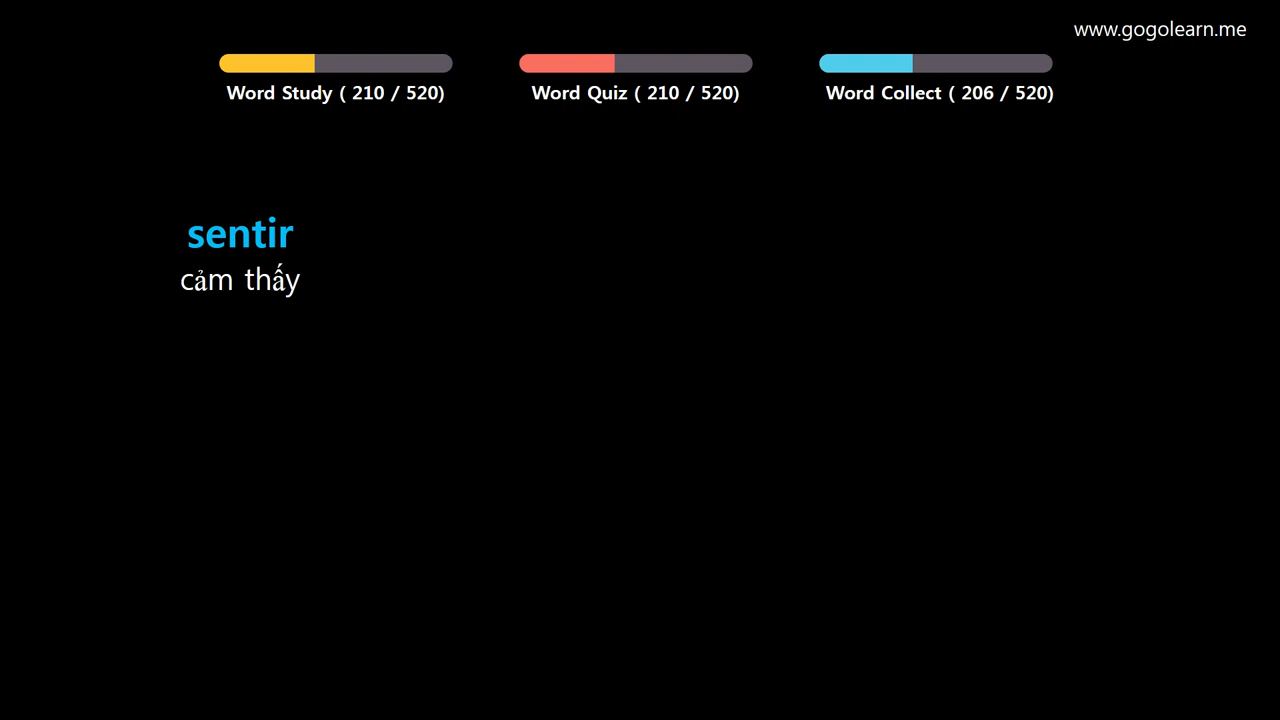 www.gogolearn.me
Word Study ( 210 / 520)
Word Quiz ( 210 / 520)
Word Collect ( 206 / 520)
sentir
cảm thấy